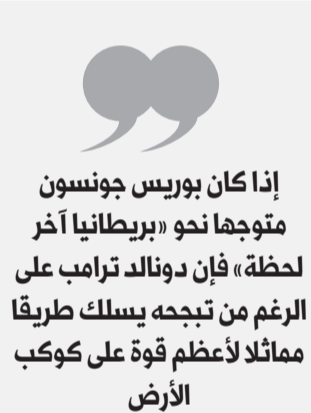 إذا كان بوريس جونسون
متوجها نحو «بريطانيا آخر
لحظة» فإن دونالد ترامب على
الرغم من تبجحه يسلك طريقا
مماثلا لأعظم قوة على كوكب
الأرض